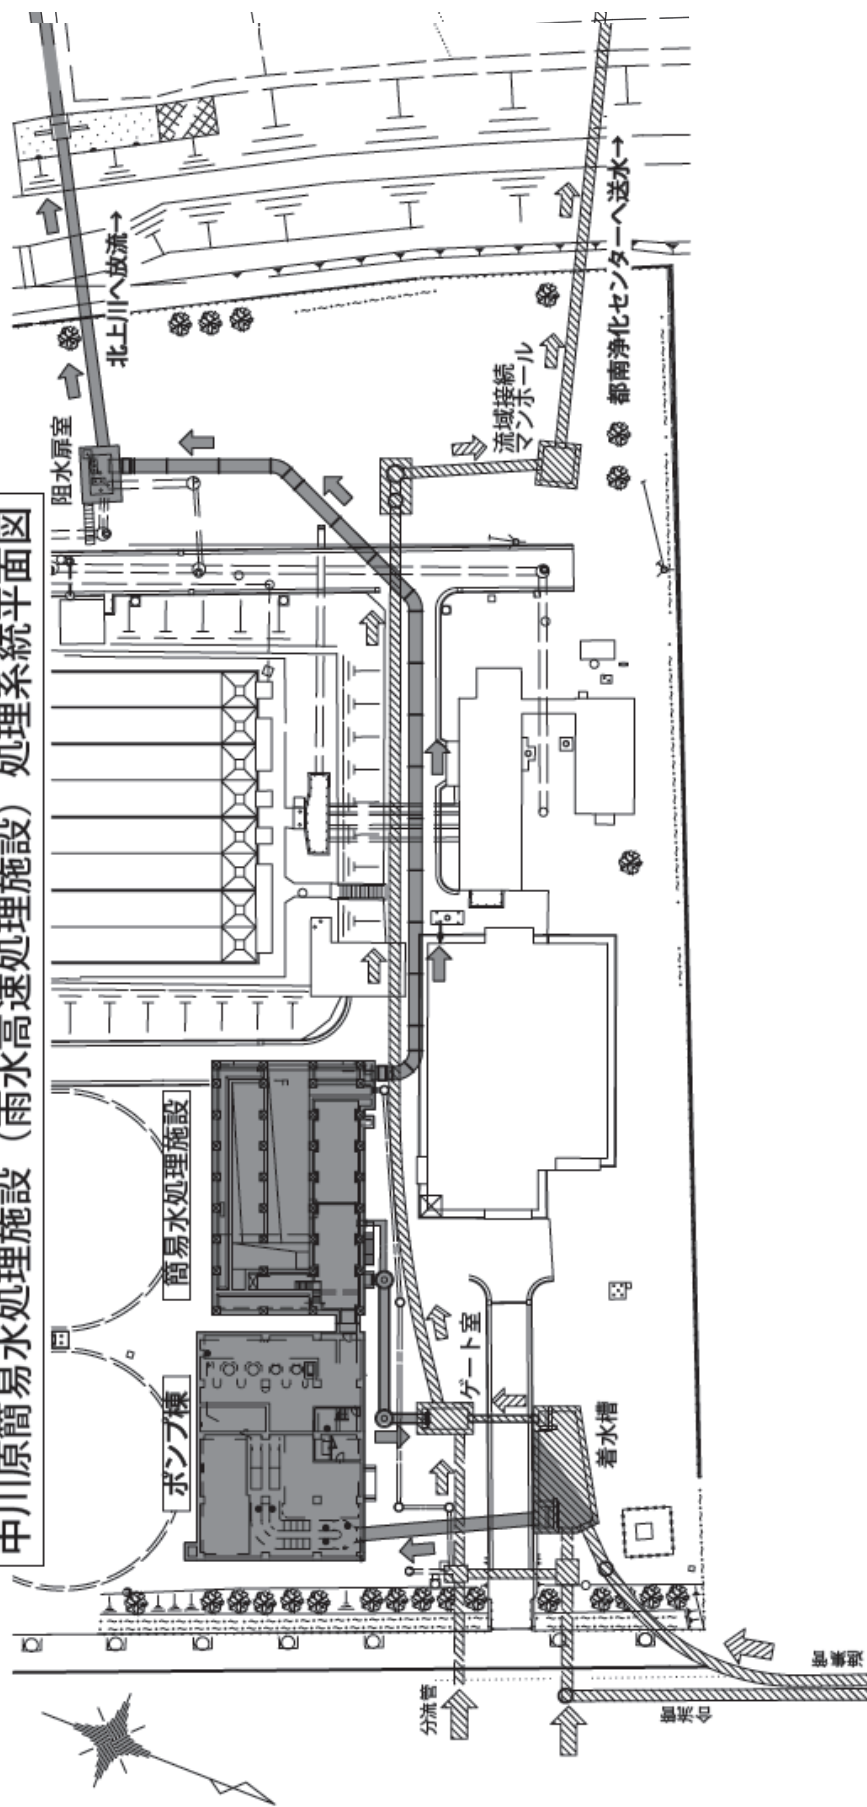 中川原簡易水処理施設（雨水高速処理施設）処理系統平面図
北上川へ放流→
阻水扉室
流域接続
マンホール
都南浄化センターへ送水→
簡易水処理施設
ポンプ棟
ゲート室
着水槽
分流管
合流管